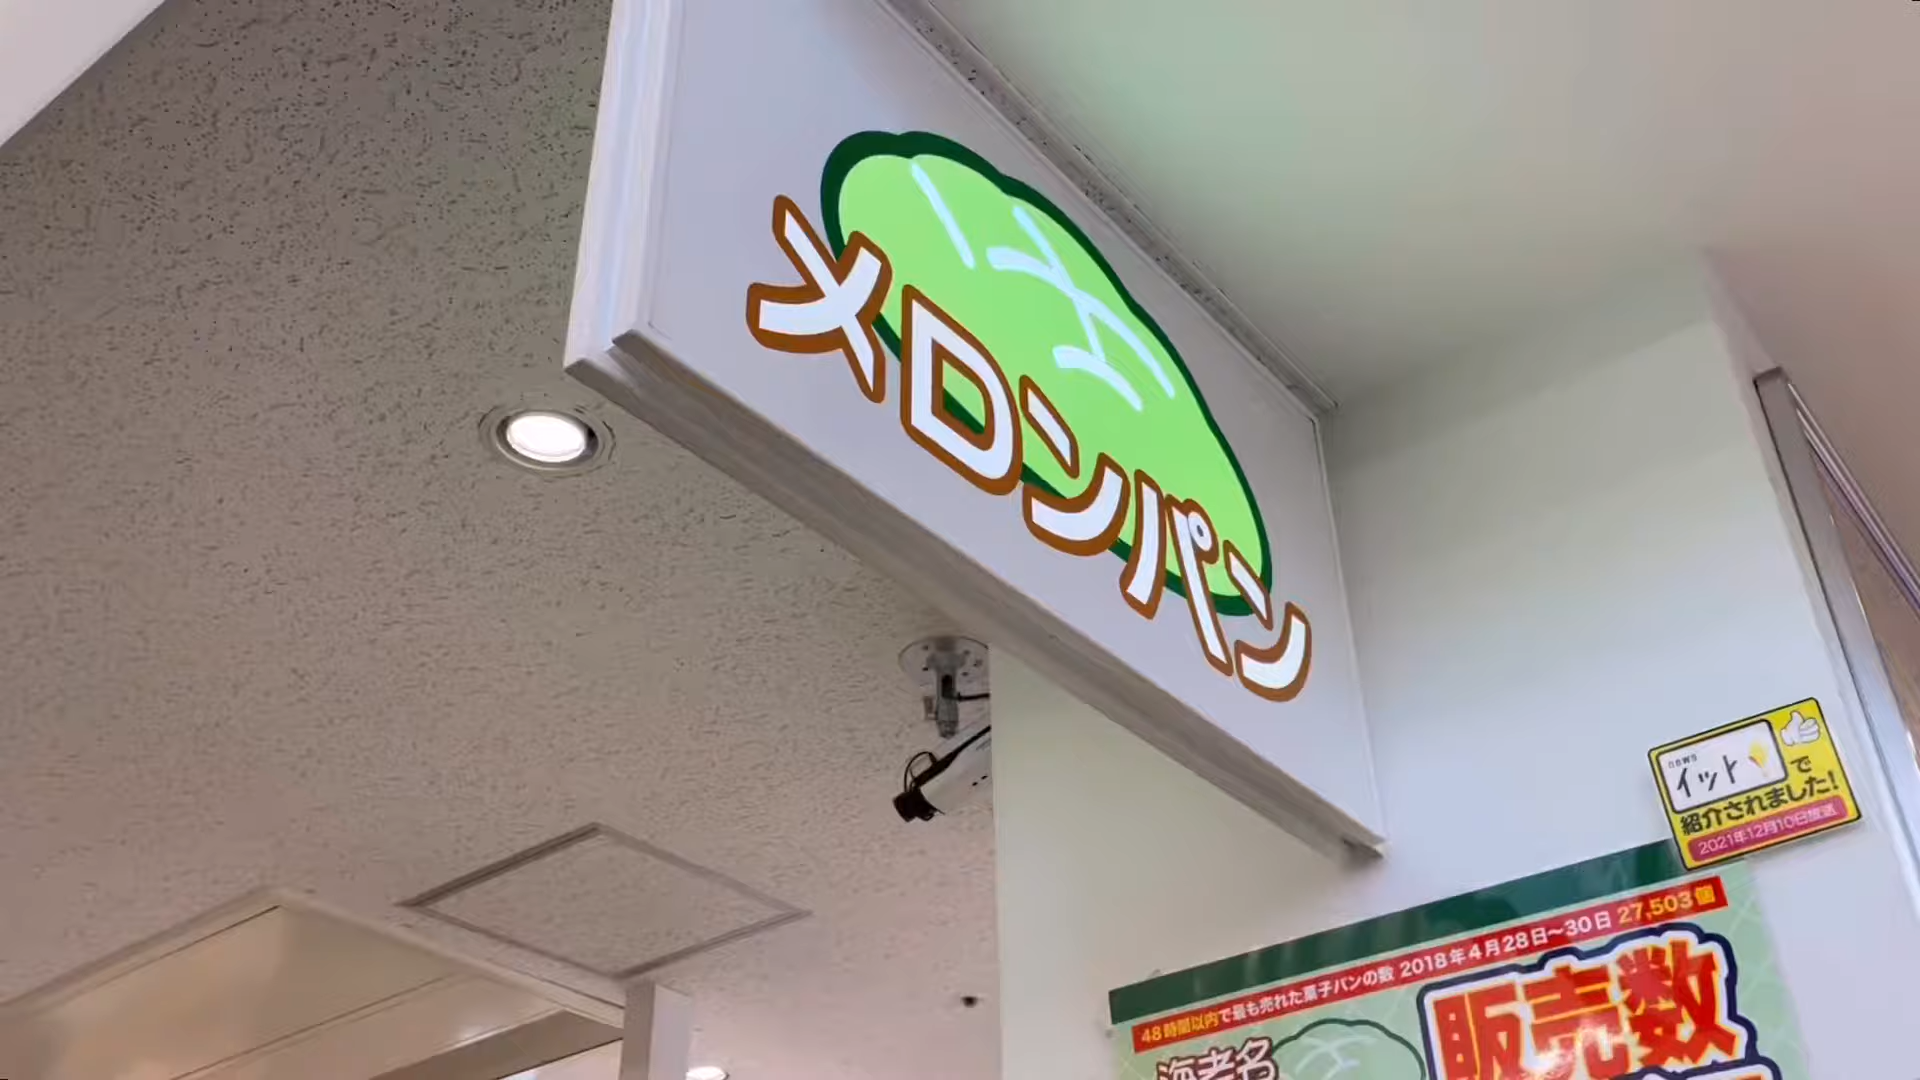 メロンパン
news
イット
で
紹介されました!
2021年12月10日放送
48時間以内で最も売れた菓子パンの数 2018年4月28日~30日 27,503個
海老名
販売数